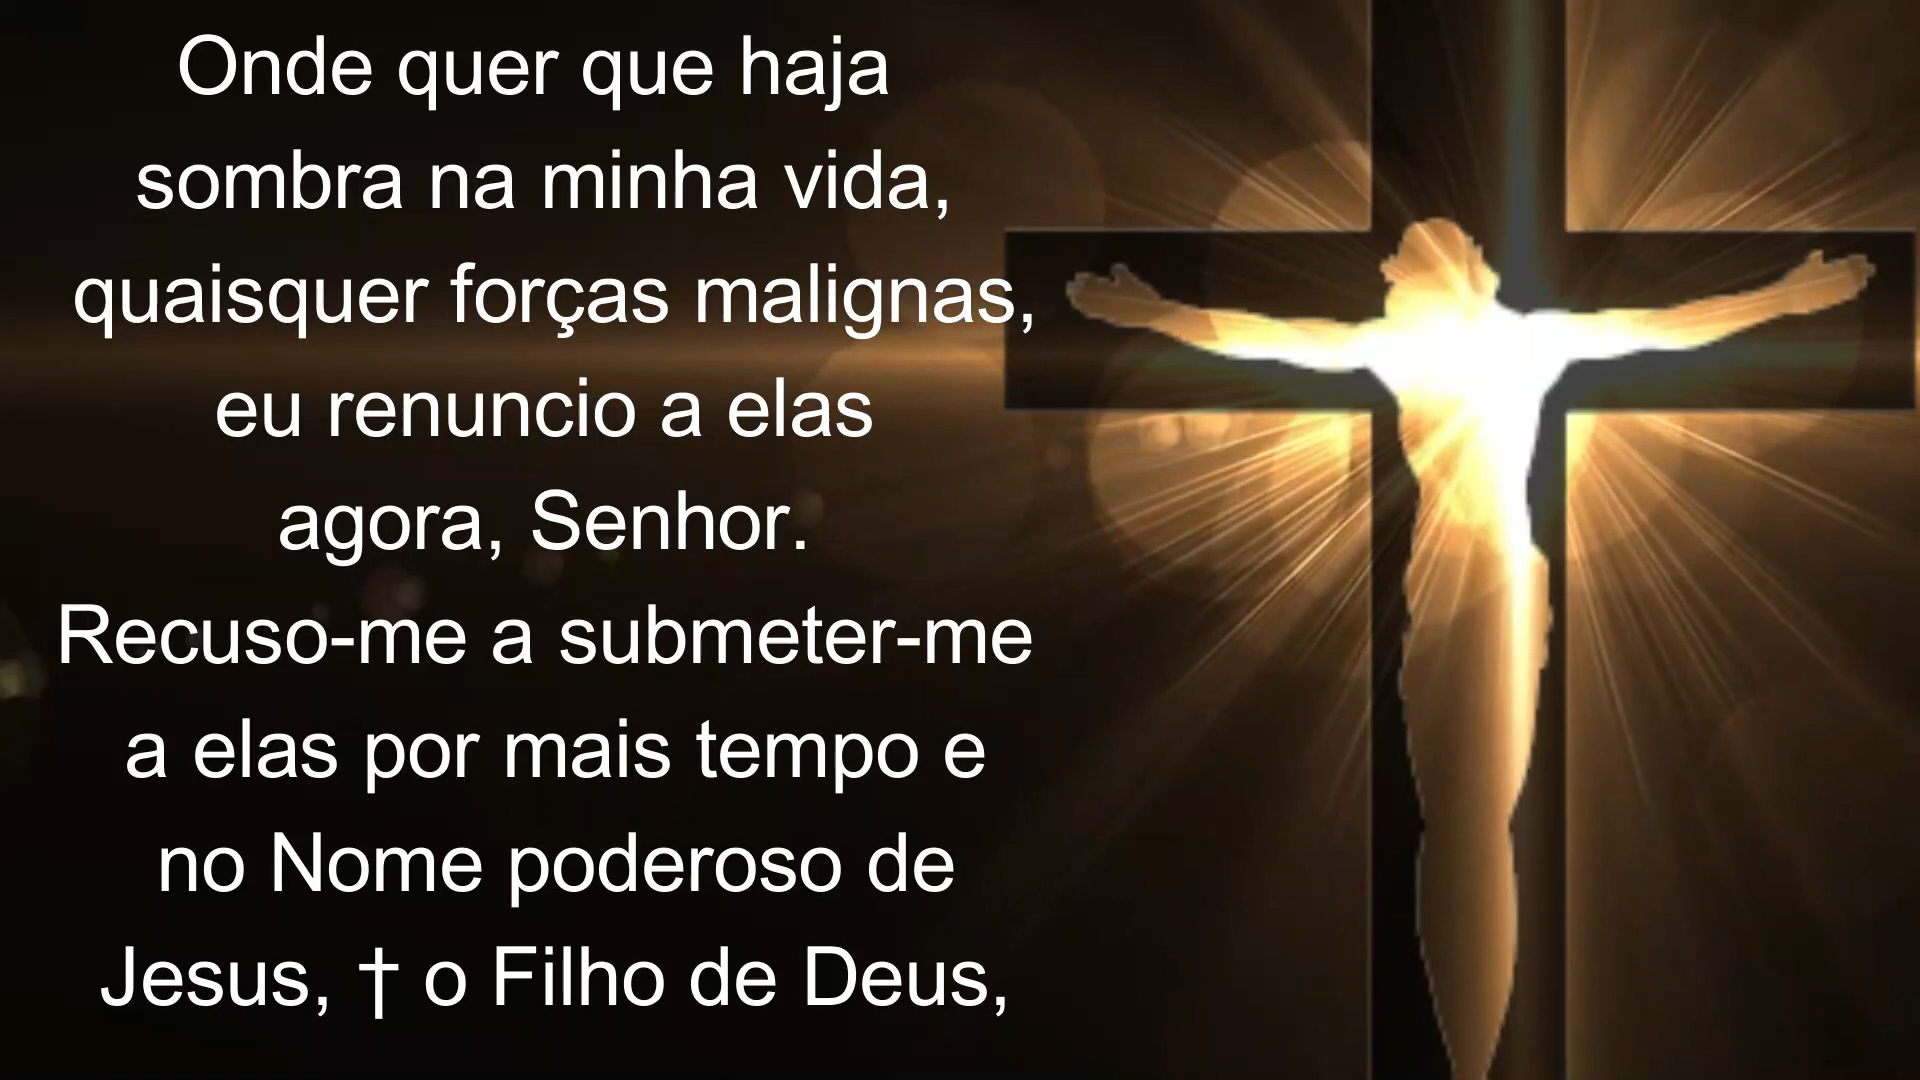 Onde quer que haja
sombra na minha vida,
quaisquer forças malignas,
eu renuncio a elas
agora, Senhor.
Recuso-me a submeter-me
a elas por mais tempo e
no Nome poderoso de
Jesus, † o Filho de Deus,